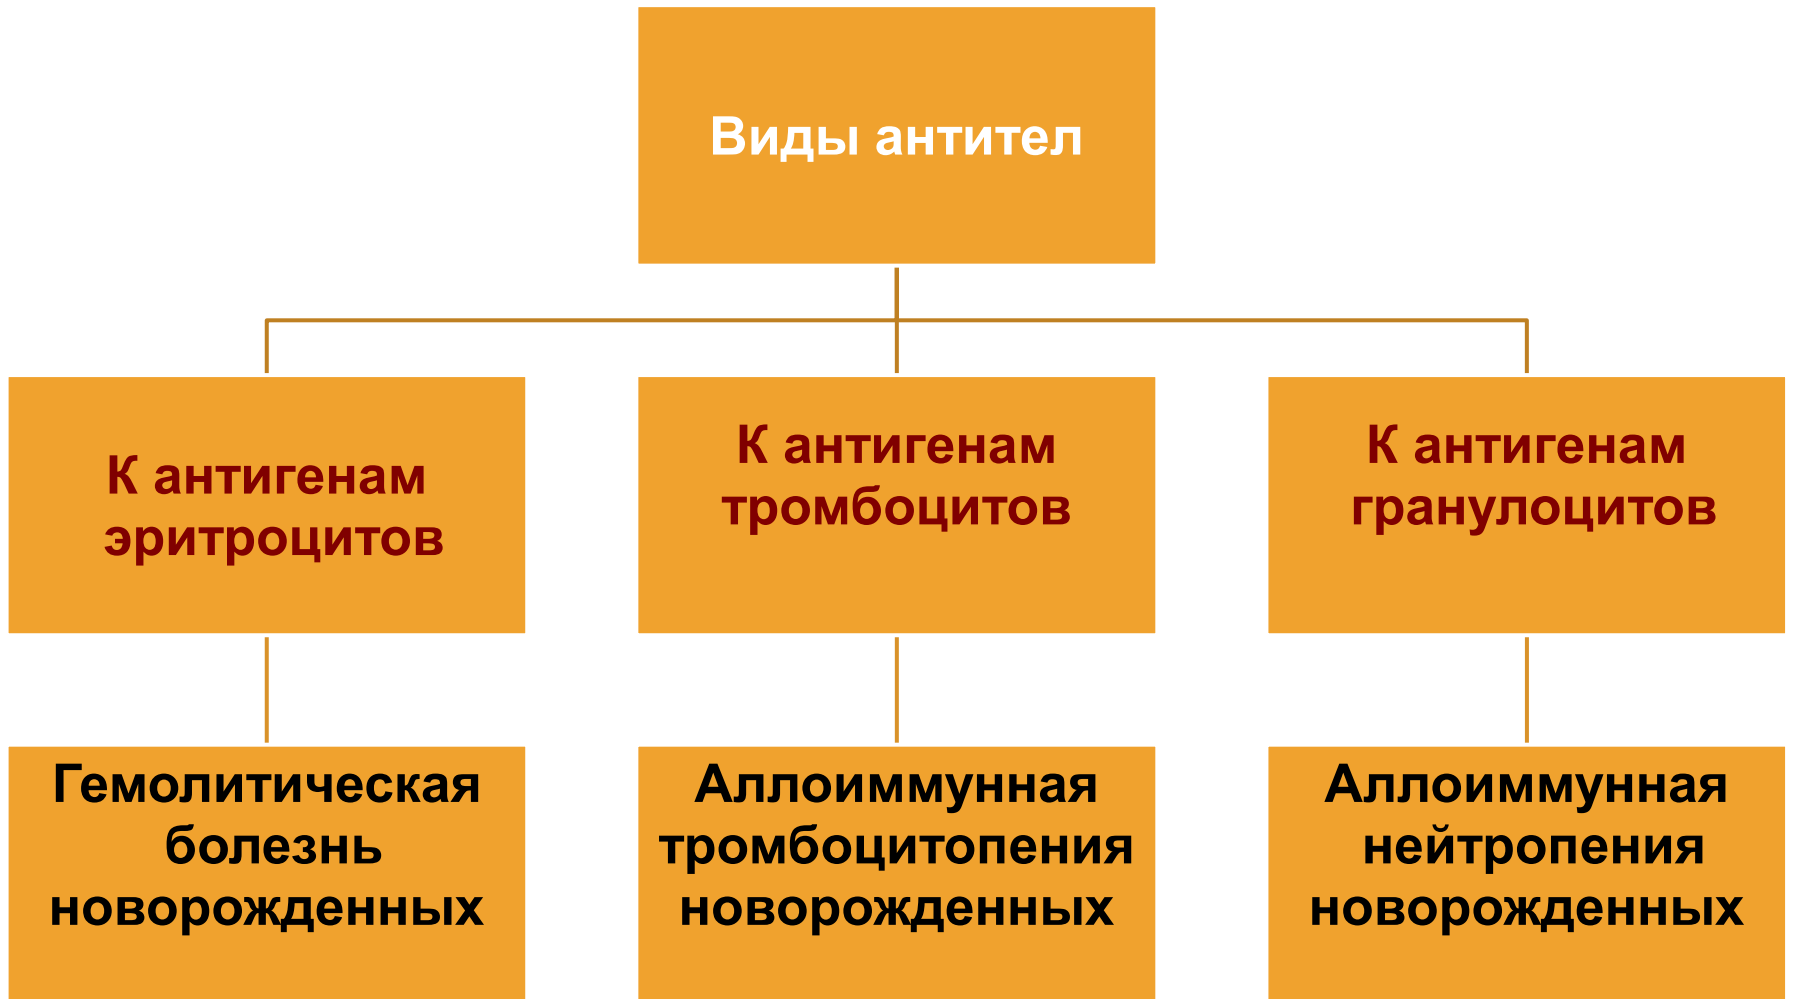 Виды антител
К антигенам
эритроцитов
К антигенам
тромбоцитов
К антигенам
гранулоцитов
Гемолитическая
болезнь
новорожденных
Аллоиммунная
тромбоцитопения
новорожденных
Аллоиммунная
нейтропения
новорожденных